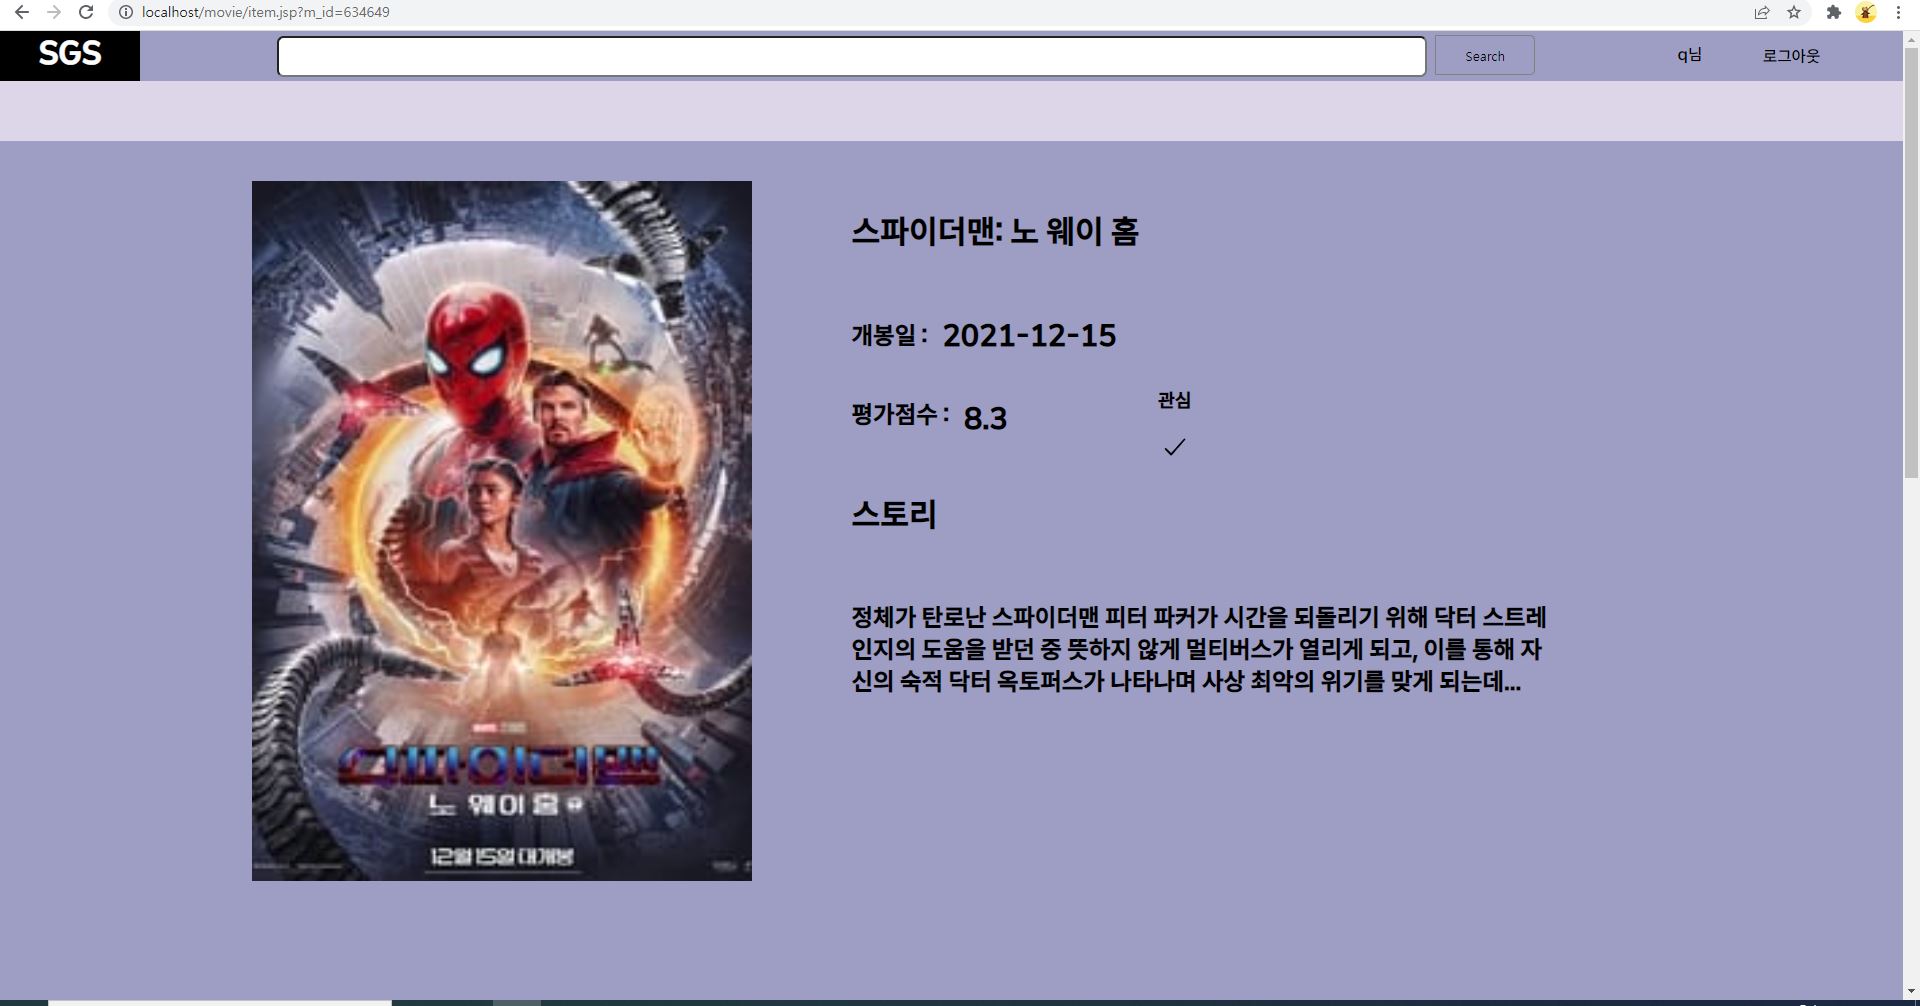 localhost/movie/item.jsp?m_id=634649
SGS
Search
q님
로그아웃
스파이더맨: 노 웨이 홈
개봉일 : 2021-12-15
평가점수 : 8.3
관심
스토리
정체가 탄로난 스파이더맨 피터 파커가 시간을 되돌리기 위해 닥터 스트레
인지의 도움을 받던 중 뜻하지 않게 멀티버스가 열리게 되고, 이를 통해 자
신의 숙적 닥터 옥토퍼스가 나타나며 사상 최악의 위기를 맞게 되는데...
스파이더맨
노 웨이 홈
12월 15일 대개봉